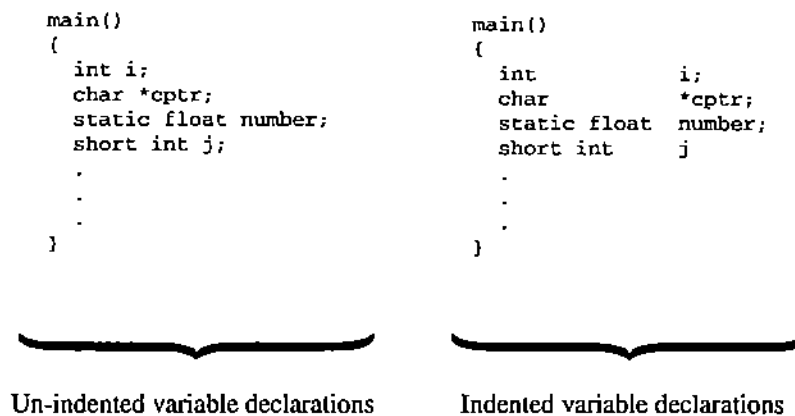 main()
{
int i;
char *cptr;
static float number;
short int j;
.
.
.
}
Un-indented variable declarations
main()
{
int i;
char *cptr;
static float number;
short int j
.
.
.
}
Indented variable declarations